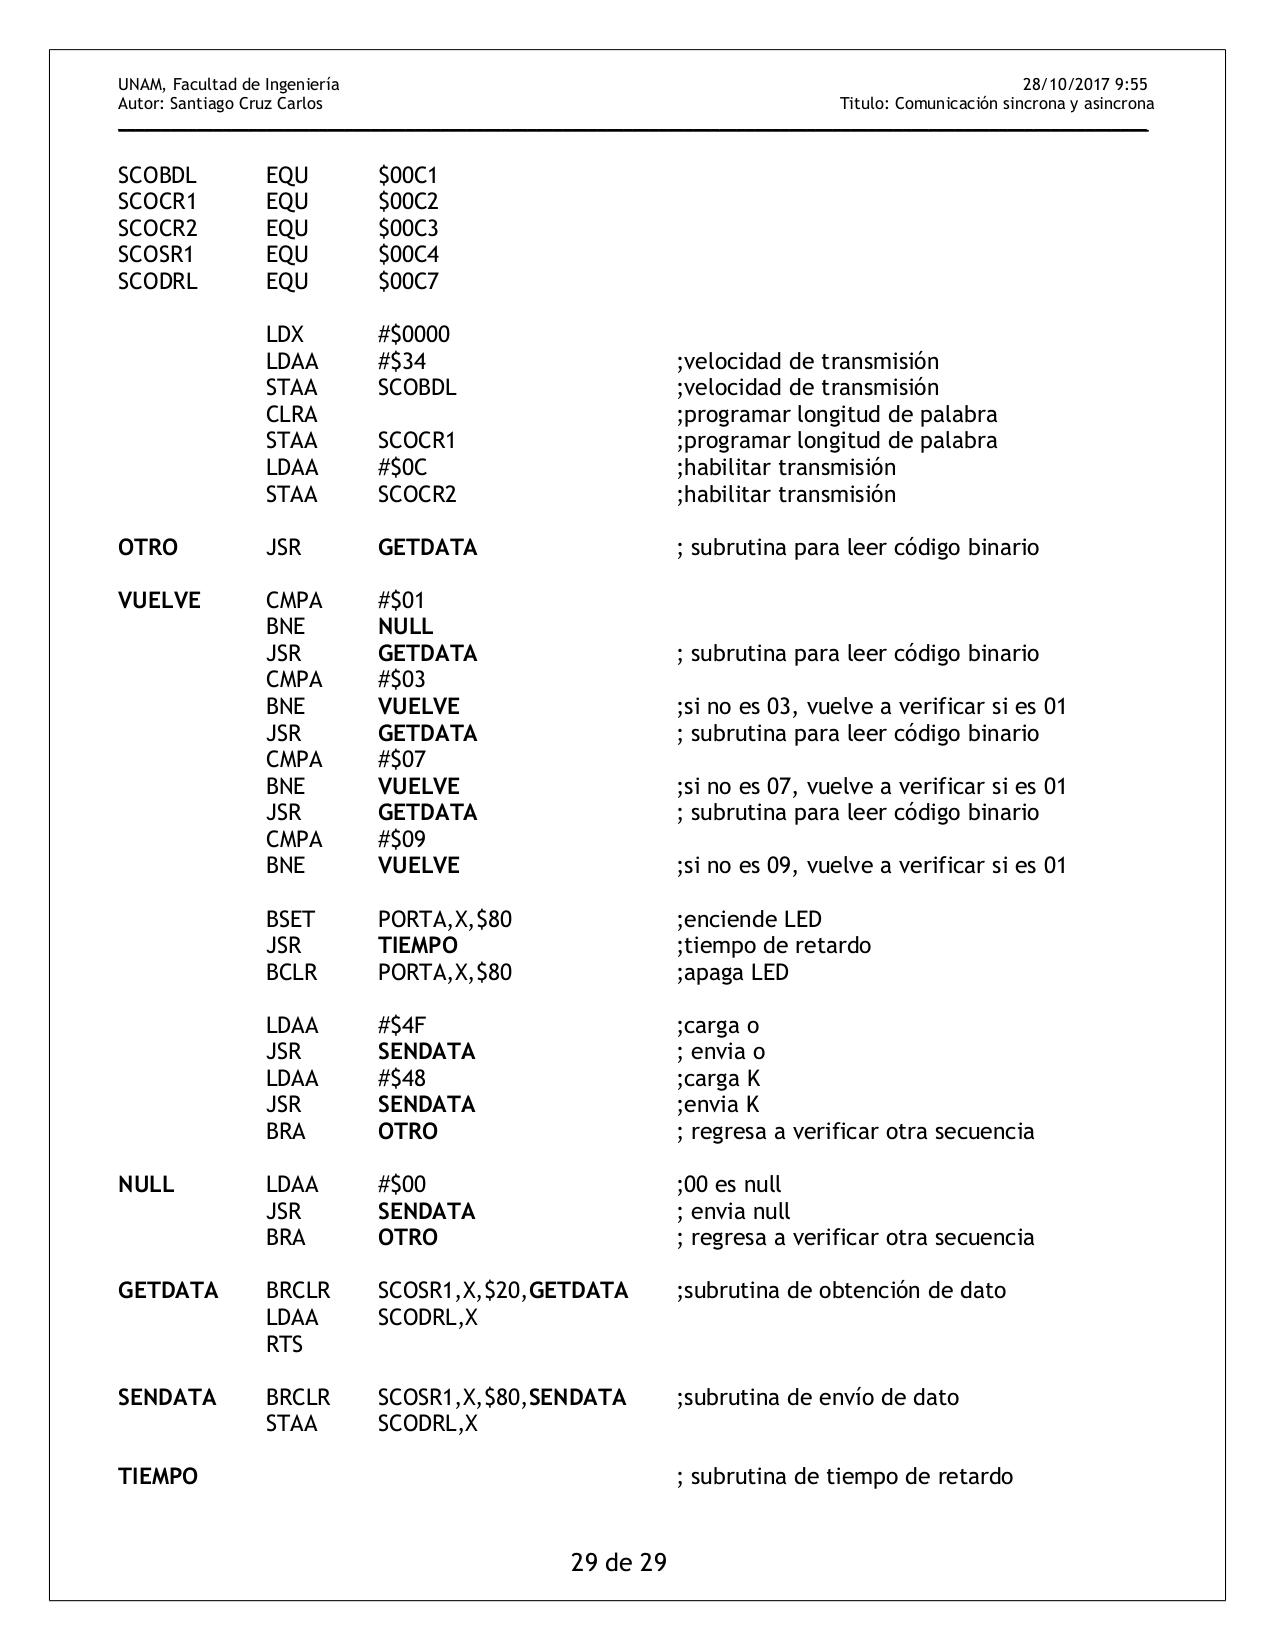 UNAM, Facultad de Ingeniería 28/10/2017 9:55
Autor: Santiago Cruz Carlos Titulo: Comunicación sincrona y asincrona
SCOBDL EQU $00C1
SCOCR1 EQU $00C2
SCOCR2 EQU $00C3
SCOSR1 EQU $00C4
SCODRL EQU $00C7
LDX #$0000
LDAA #$34 ;velocidad de transmisión
STAA SCOBDL ;velocidad de transmisión
CLRA ;programar longitud de palabra
STAA SCOCR1 ;programar longitud de palabra
LDAA #$0C ;habilitar transmisión
STAA SCOCR2 ;habilitar transmisión
OTRO JSR GETDATA ; subrutina para leer código binario
VUELVE CMPA #$01
BNE NULL
JSR GETDATA ; subrutina para leer código binario
CMPA #$03
BNE VUELVE ;si no es 03, vuelve a verificar si es 01
JSR GETDATA ; subrutina para leer código binario
CMPA #$07
BNE VUELVE ;si no es 07, vuelve a verificar si es 01
JSR GETDATA ; subrutina para leer código binario
CMPA #$09
BNE VUELVE ;si no es 09, vuelve a verificar si es 01
BSET PORTA,X,$80 ;enciende LED
JSR TIEMPO ;tiempo de retardo
BCLR PORTA,X,$80 ;apaga LED
LDAA #$4F ;carga o
JSR SENDATA ; envia o
LDAA #$48 ;carga K
JSR SENDATA ;envia K
BRA OTRO ; regresa a verificar otra secuencia
NULL LDAA #$00 ;00 es null
JSR SENDATA ; envia null
BRA OTRO ; regresa a verificar otra secuencia
GETDATA BRCLR SCOSR1,X,$20,GETDATA ;subrutina de obtención de dato
LDAA SCODRL,X
RTS
SENDATA BRCLR SCOSR1,X,$80,SENDATA ;subrutina de envío de dato
STAA SCODRL,X
TIEMPO ; subrutina de tiempo de retardo
29 de 29